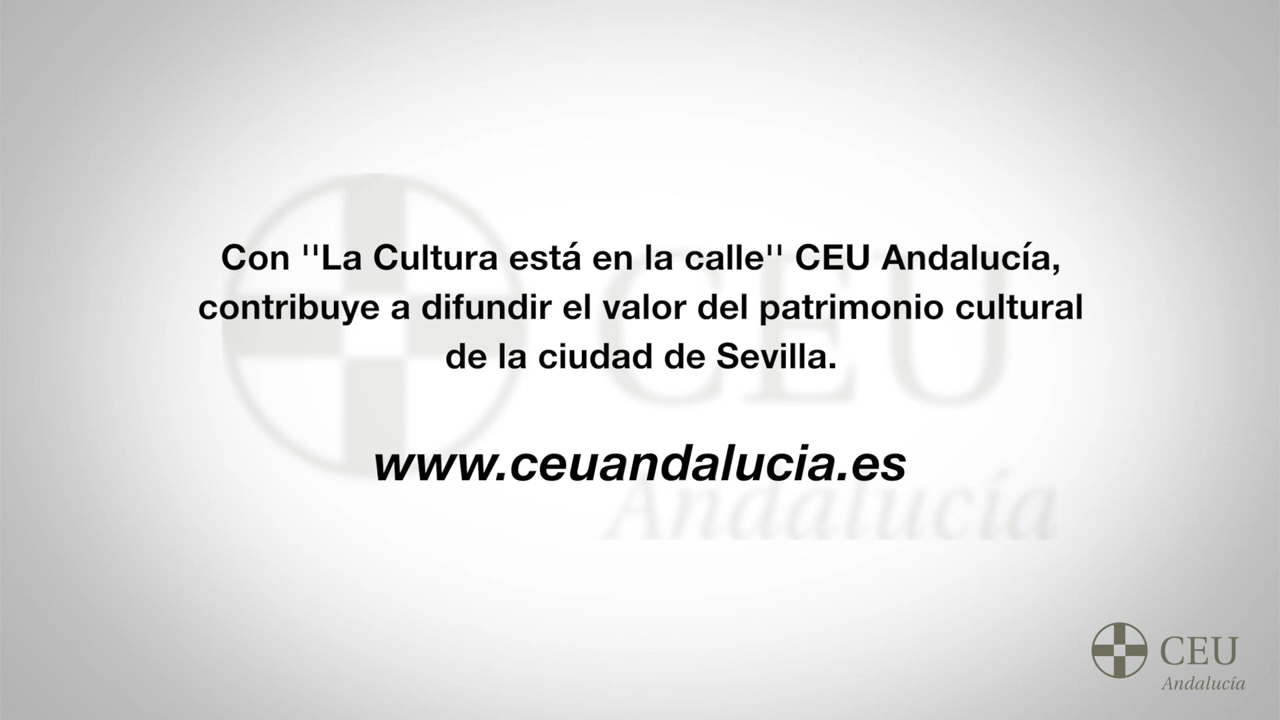 Con ''La Cultura está en la calle'' CEU Andalucía,
contribuye a difundir el valor del patrimonio cultural
de la ciudad de Sevilla.
www.ceuandalucia.es
CEU
Andalucía
CEU
Andalucía